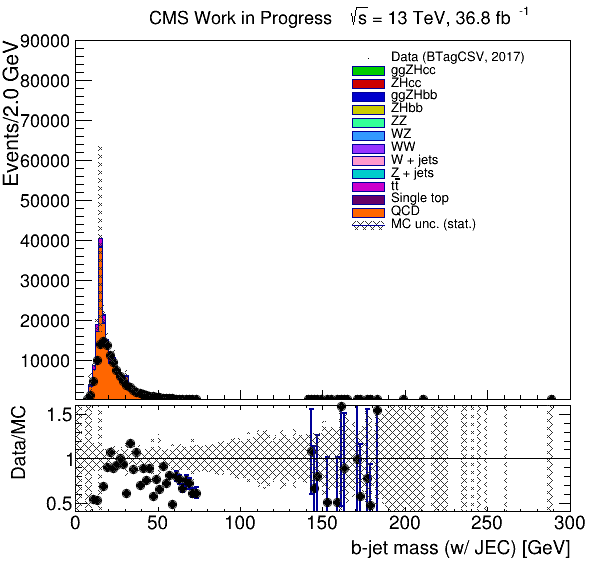 CMS Work in Progress √s = 13 TeV, 36.8 fb⁻¹
Events/2.0 GeV
90000
80000
70000
60000
50000
40000
30000
20000
10000
Data (BTagCSV, 2017)
ggZHcc
ZHcc
ggZHbb
ZHbb
ZZ
WZ
WW
W + jets
Z + jets
tt̅
Single top
QCD
MC unc. (stat.)
Data/MC
1.5
1
0.5
0 50 100 150 200 250 300
b-jet mass (w/ JEC) [GeV]